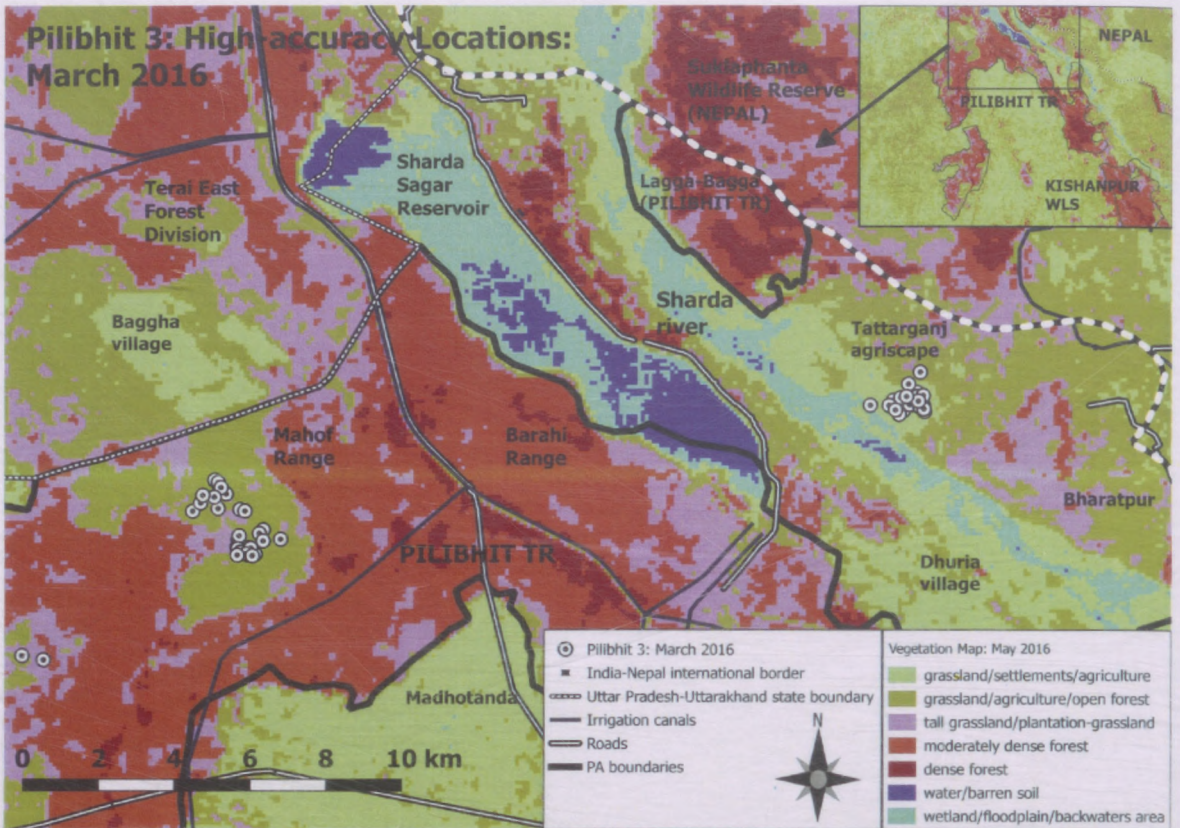 Pilibhit 3: High-accuracy Locations:
March 2016
NEPAL
PILIBHIT TR
KISHANPUR
WLS
Suklaphanta
Wildlife Reserve
(NEPAL)
Sharda
Sagar
Reservoir
Lagga-Bagga
(PILIBHIT TR)
Terai East
Forest
Division
Baggha
village
Sharda
river
Tattarganj
agriscape
Mahof
Range
Barahi
Range
Bharatpur
PILIBHIT TR
Dhuria
village
Madhotanda
0 2 4 6 8 10 km
Pilibhit 3: March 2016
India-Nepal international border
Uttar Pradesh-Uttarakhand state boundary
Irrigation canals
Roads
PA boundaries
N
Vegetation Map: May 2016
grassland/settlements/agriculture
grassland/agriculture/open forest
tall grassland/plantation-grassland
moderately dense forest
dense forest
water/barren soil
wetland/floodplain/backwaters area